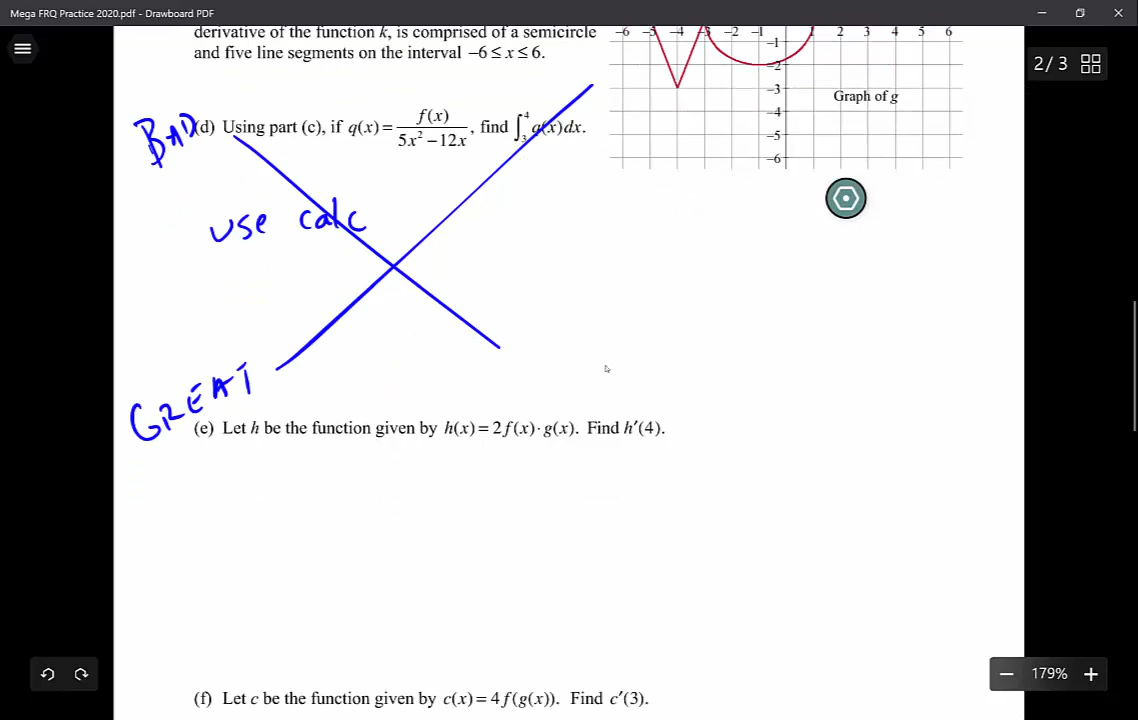 Mega FRQ Practice 2020.pdf - Drawboard PDF
derivative of the function k, is comprised of a semicircle
and five line segments on the interval −6 ≤ x ≤ 6.
-6 -5 -4 -3 -2 -1 1 2 3 4 5 6
-1
-2
-3
-4
-5
-6
Graph of g
2 / 3
BAD
(d) Using part (c), if q(x) = f(x) / (5x² − 12x), find ∫₃⁴ q(x)dx.
use calc
GREAT
(e) Let h be the function given by h(x) = 2f(x)·g(x). Find h′(4).
(f) Let c be the function given by c(x) = 4f(g(x)). Find c′(3).
179%